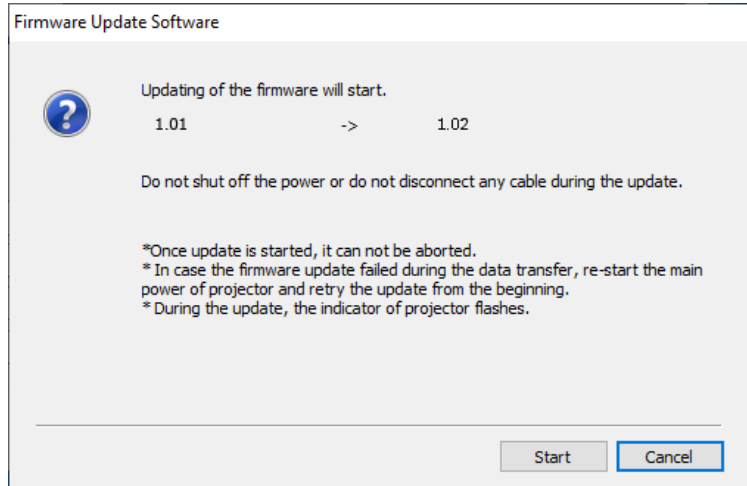 Firmware Update Software
Updating of the firmware will start.
1.01 -> 1.02
Do not shut off the power or do not disconnect any cable during the update.
*Once update is started, it can not be aborted.
* In case the firmware update failed during the data transfer, re-start the main
power of projector and retry the update from the beginning.
* During the update, the indicator of projector flashes.
Start Cancel